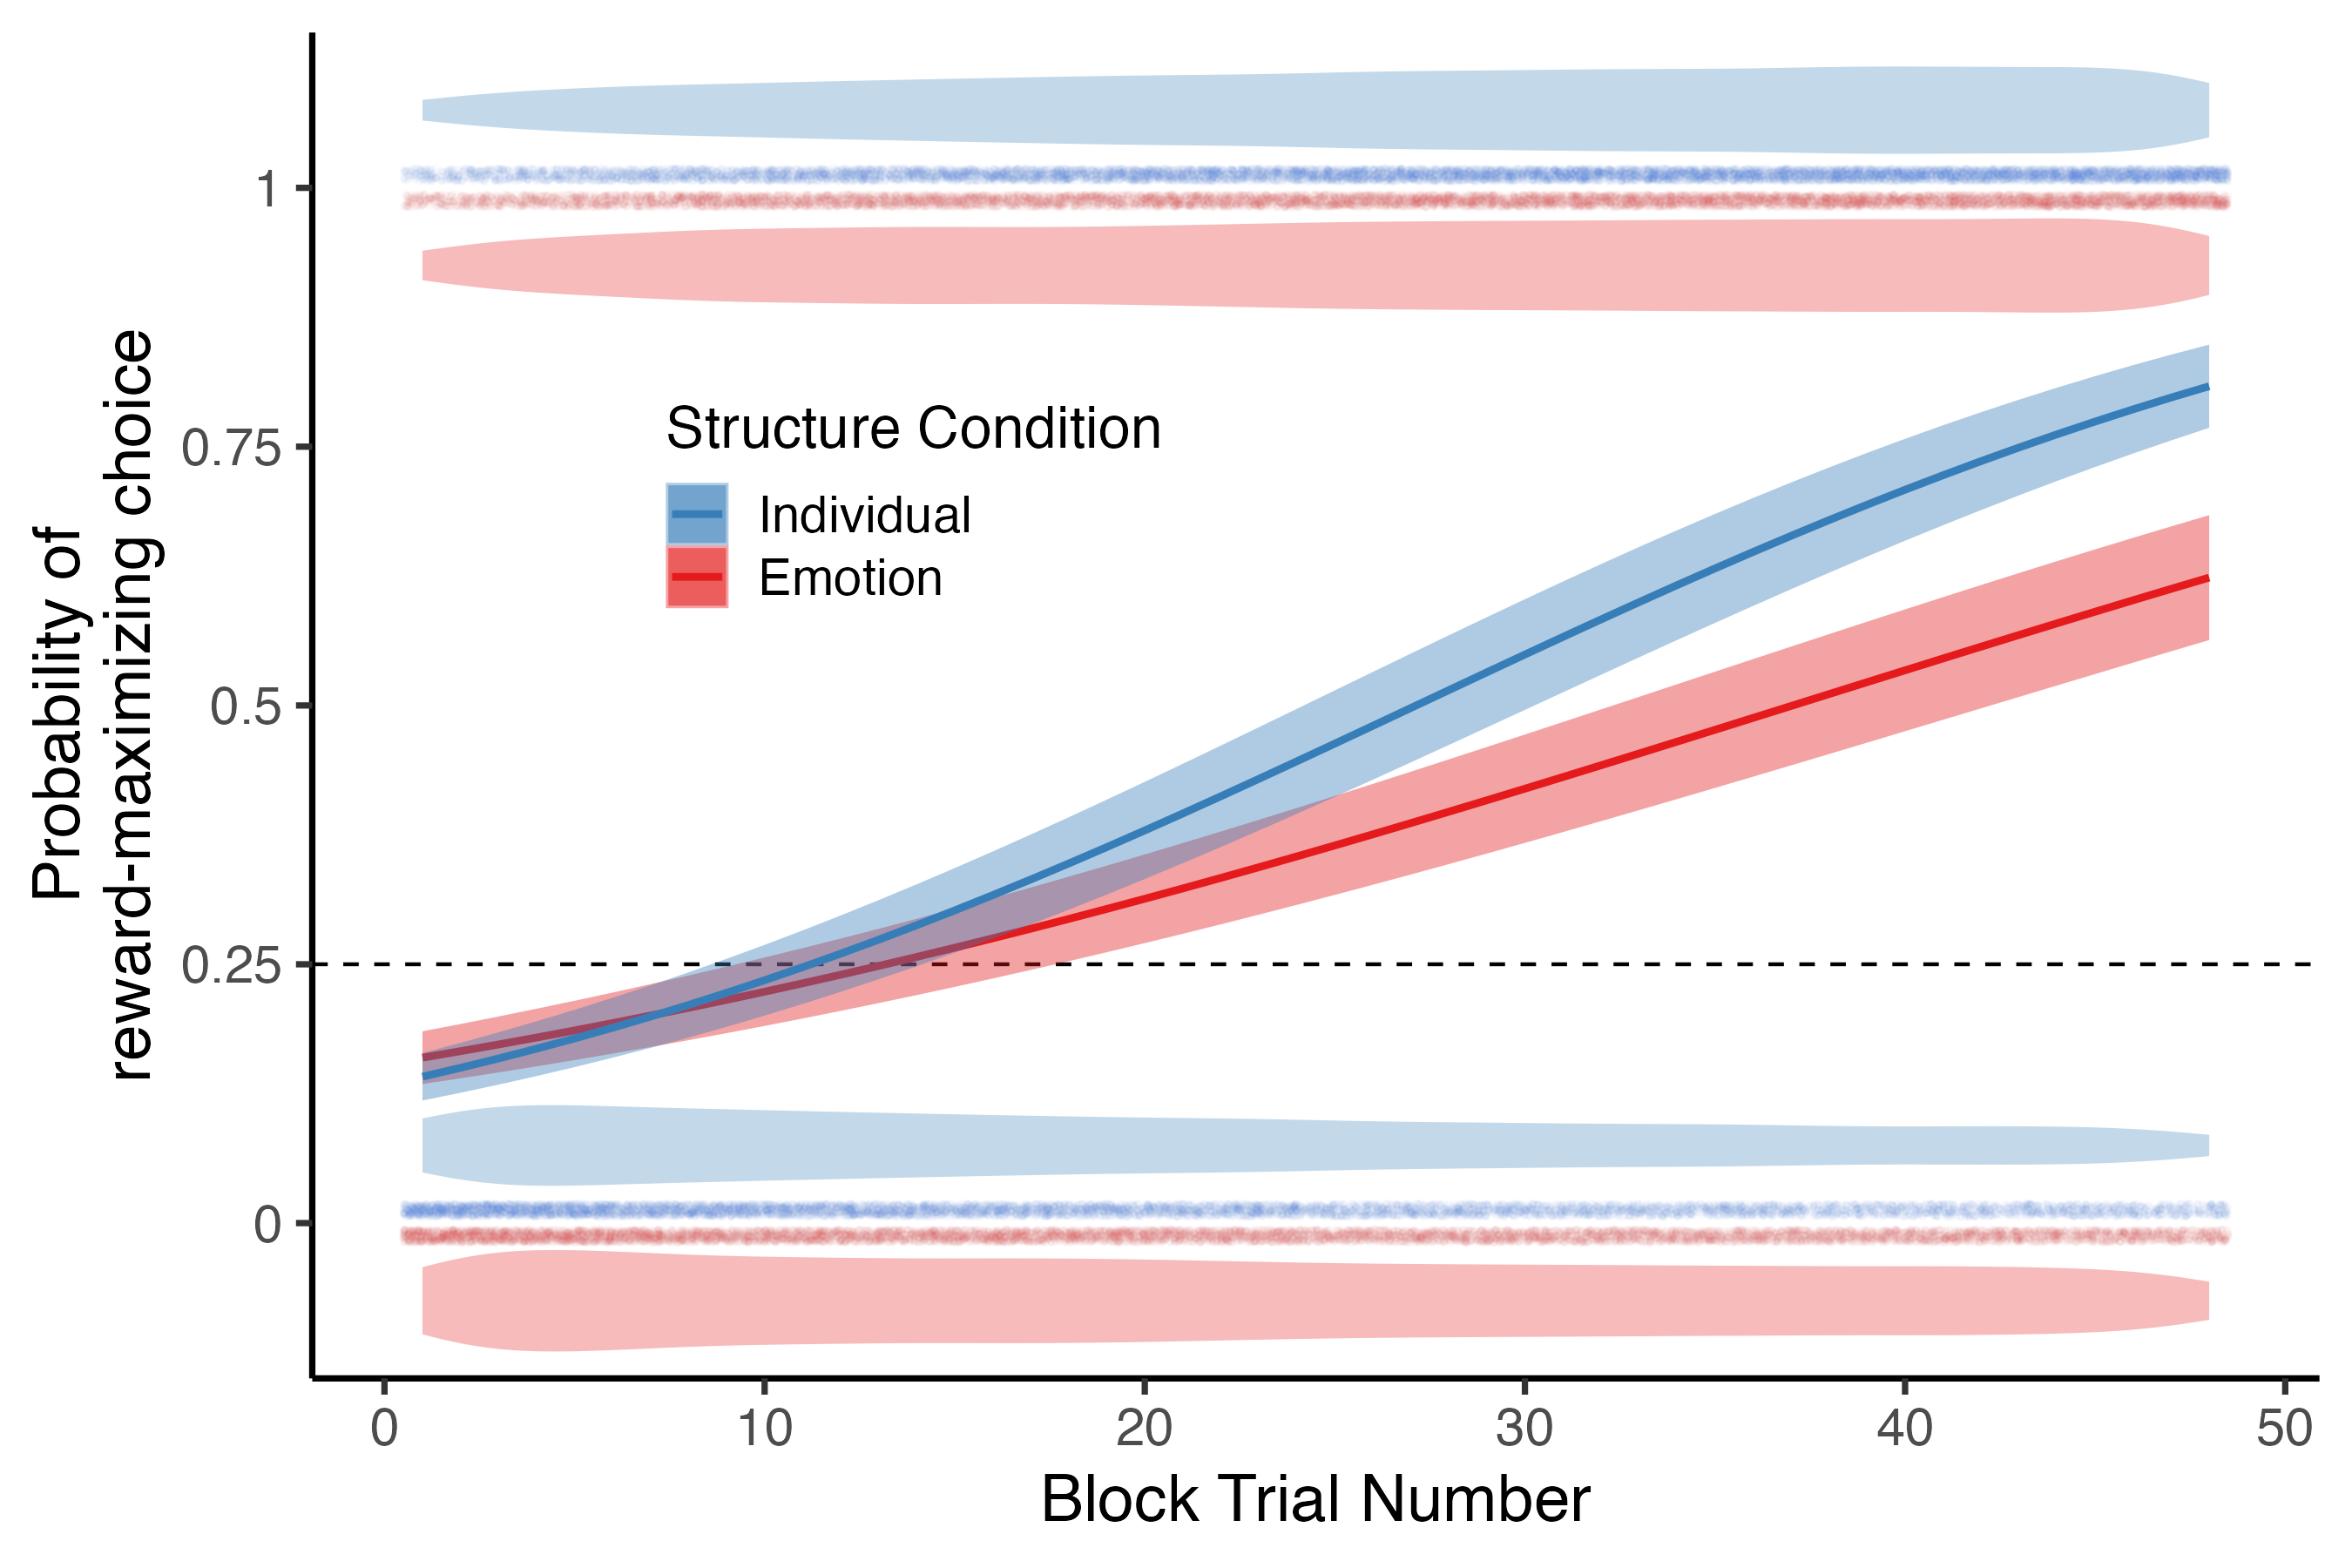 Probability of
reward-maximizing choice
1
0.75
0.5
0.25
0
Structure Condition
Individual
Emotion
0 10 20 30 40 50
Block Trial Number